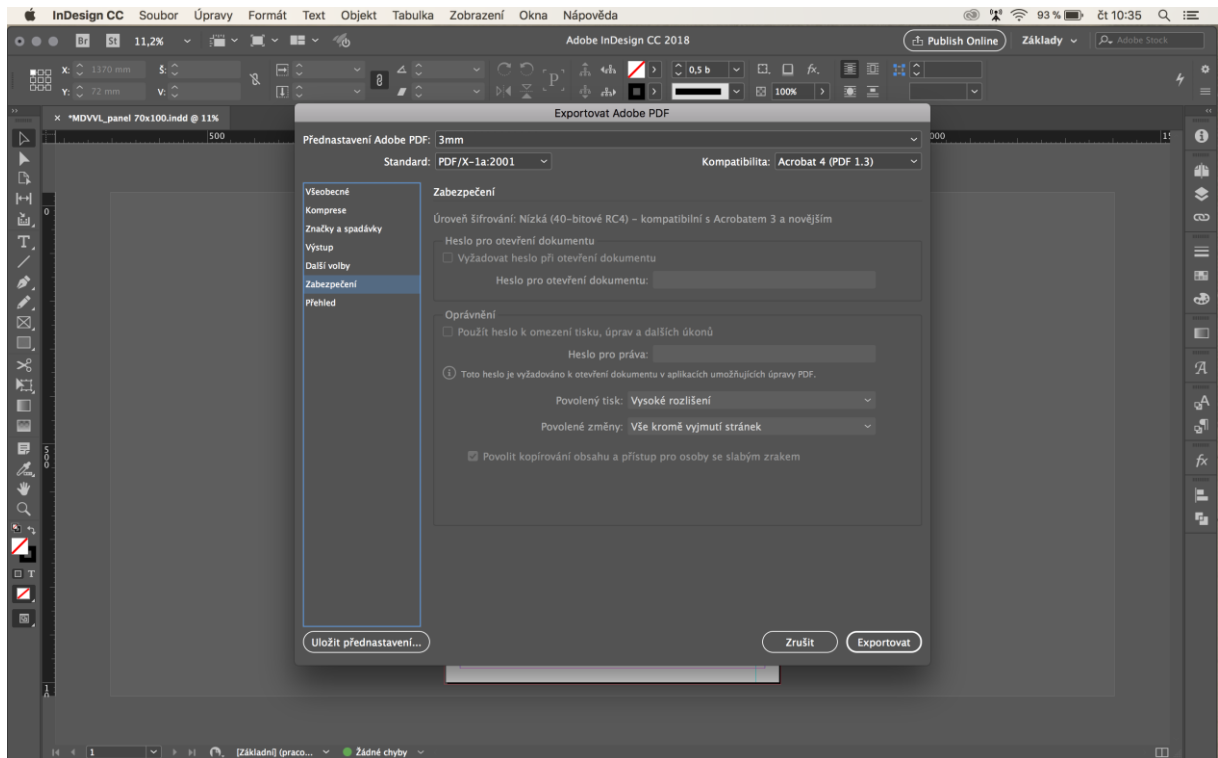 InDesign CC Soubor Úpravy Formát Text Objekt Tabulka Zobrazení Okna Nápověda 93 % čt 10:35
Br St 11,2% Adobe InDesign CC 2018 Publish Online Základy Adobe Stock
X: 1370 mm Š: 0,5 b
Y: 72 mm V: 100%
× *MDVVL_panel 70x100.indd @ 11%
Exportovat Adobe PDF
Přednastavení Adobe PDF: 3mm
Standard: PDF/X-1a:2001 Kompatibilita: Acrobat 4 (PDF 1.3)
Všeobecné
Komprese
Značky a spadávky
Výstup
Další volby
Zabezpečení
Přehled
Zabezpečení
Úroveň šifrování: Nízká (40-bitové RC4) – kompatibilní s Acrobatem 3 a novějším
Heslo pro otevření dokumentu
Vyžadovat heslo při otevření dokumentu
Heslo pro otevření dokumentu:
Oprávnění
Použít heslo k omezení tisku, úprav a dalších úkonů
Heslo pro práva:
Toto heslo je vyžadováno k otevření dokumentu v aplikacích umožňujících úpravy PDF.
Povolený tisk: Vysoké rozlišení
Povolené změny: Vše kromě vyjmutí stránek
Povolit kopírování obsahu a přístup pro osoby se slabým zrakem
Uložit přednastavení... Zrušit Exportovat
1 [Základní] (praco... Žádné chyby